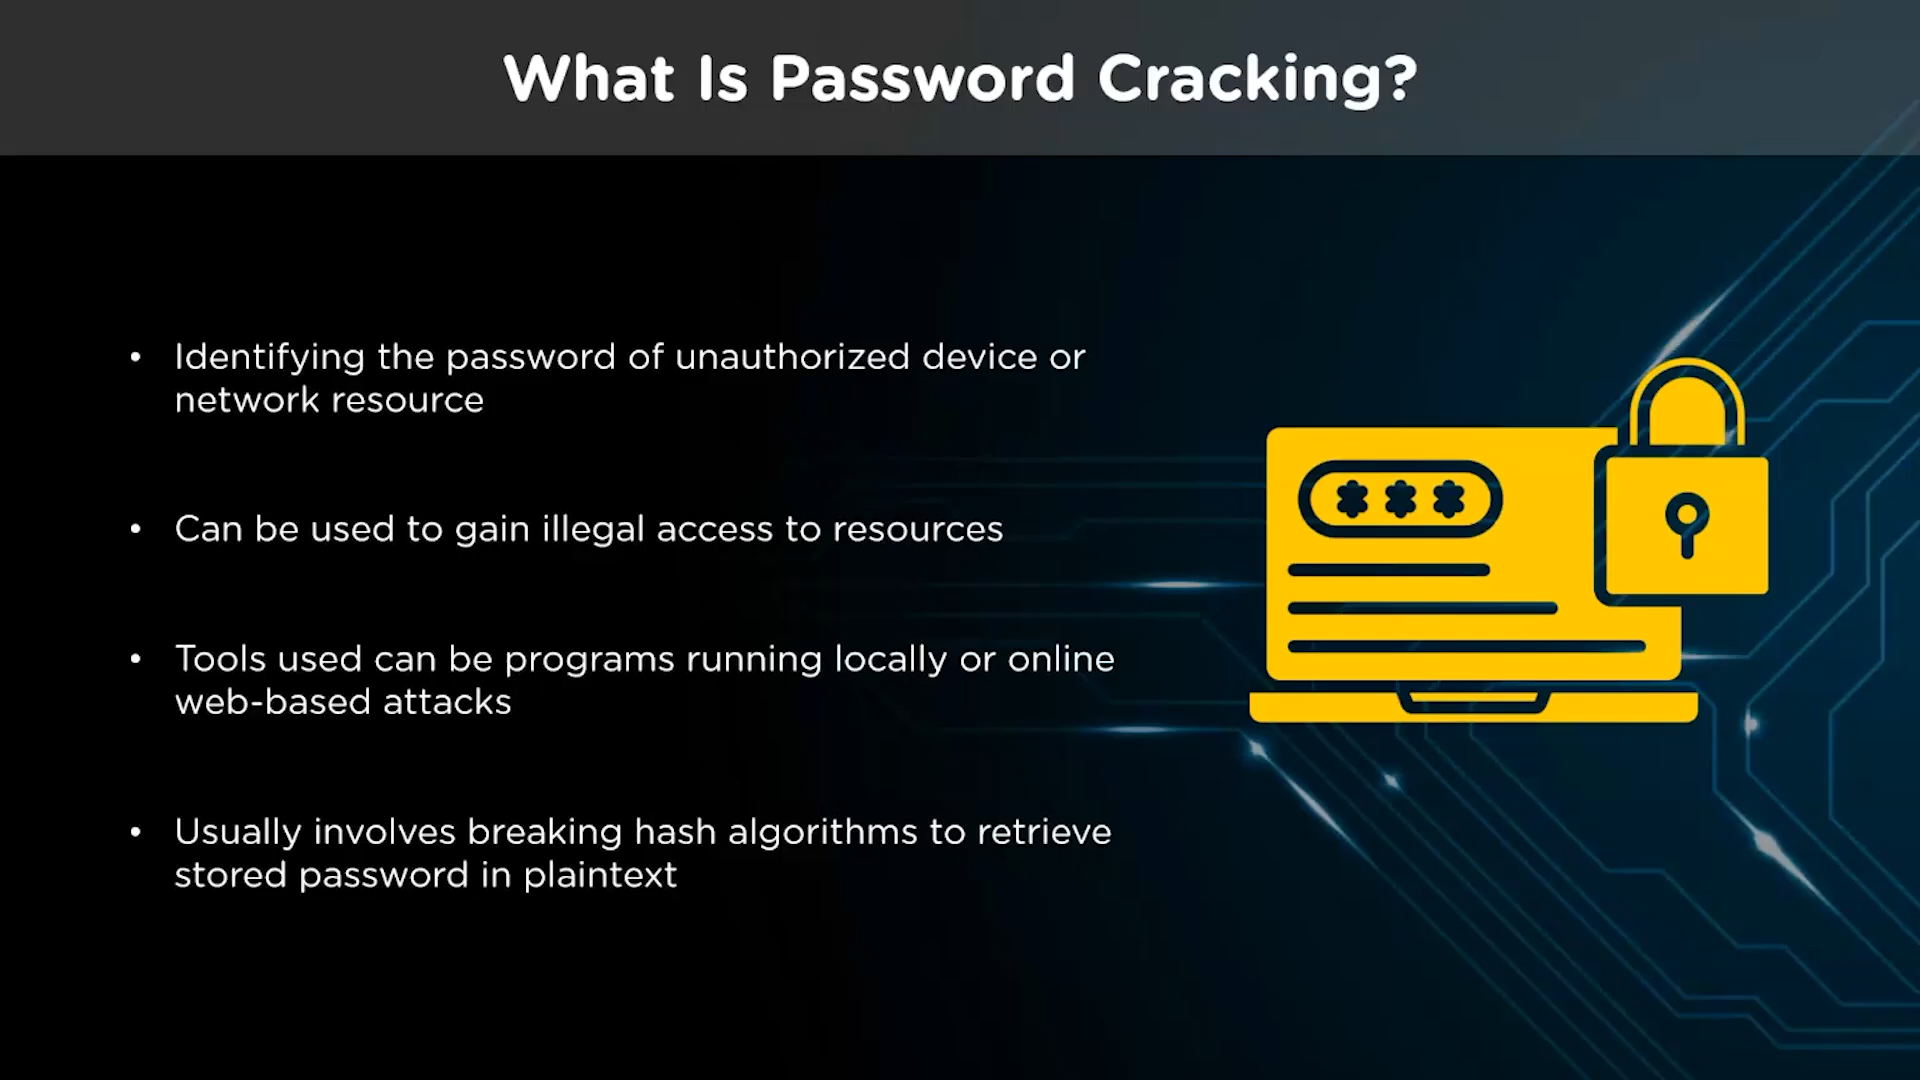 What Is Password Cracking?
• Identifying the password of unauthorized device or
network resource
• Can be used to gain illegal access to resources
• Tools used can be programs running locally or online
web-based attacks
• Usually involves breaking hash algorithms to retrieve
stored password in plaintext
***